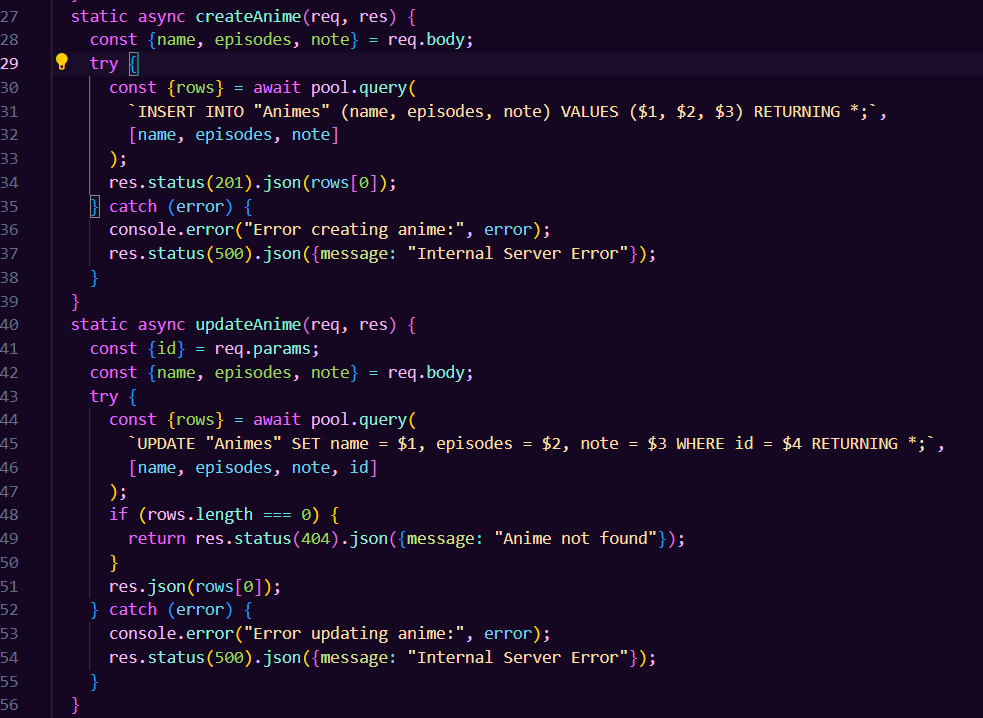 27 static async createAnime(req, res) {
28 const {name, episodes, note} = req.body;
29 try {
30 const {rows} = await pool.query(
31 `INSERT INTO "Animes" (name, episodes, note) VALUES ($1, $2, $3) RETURNING *;`,
32 [name, episodes, note]
33 );
34 res.status(201).json(rows[0]);
35 } catch (error) {
36 console.error("Error creating anime:", error);
37 res.status(500).json({message: "Internal Server Error"});
38 }
39 }
40 static async updateAnime(req, res) {
41 const {id} = req.params;
42 const {name, episodes, note} = req.body;
43 try {
44 const {rows} = await pool.query(
45 `UPDATE "Animes" SET name = $1, episodes = $2, note = $3 WHERE id = $4 RETURNING *;`,
46 [name, episodes, note, id]
47 );
48 if (rows.length === 0) {
49 return res.status(404).json({message: "Anime not found"});
50 }
51 res.json(rows[0]);
52 } catch (error) {
53 console.error("Error updating anime:", error);
54 res.status(500).json({message: "Internal Server Error"});
55 }
56 }